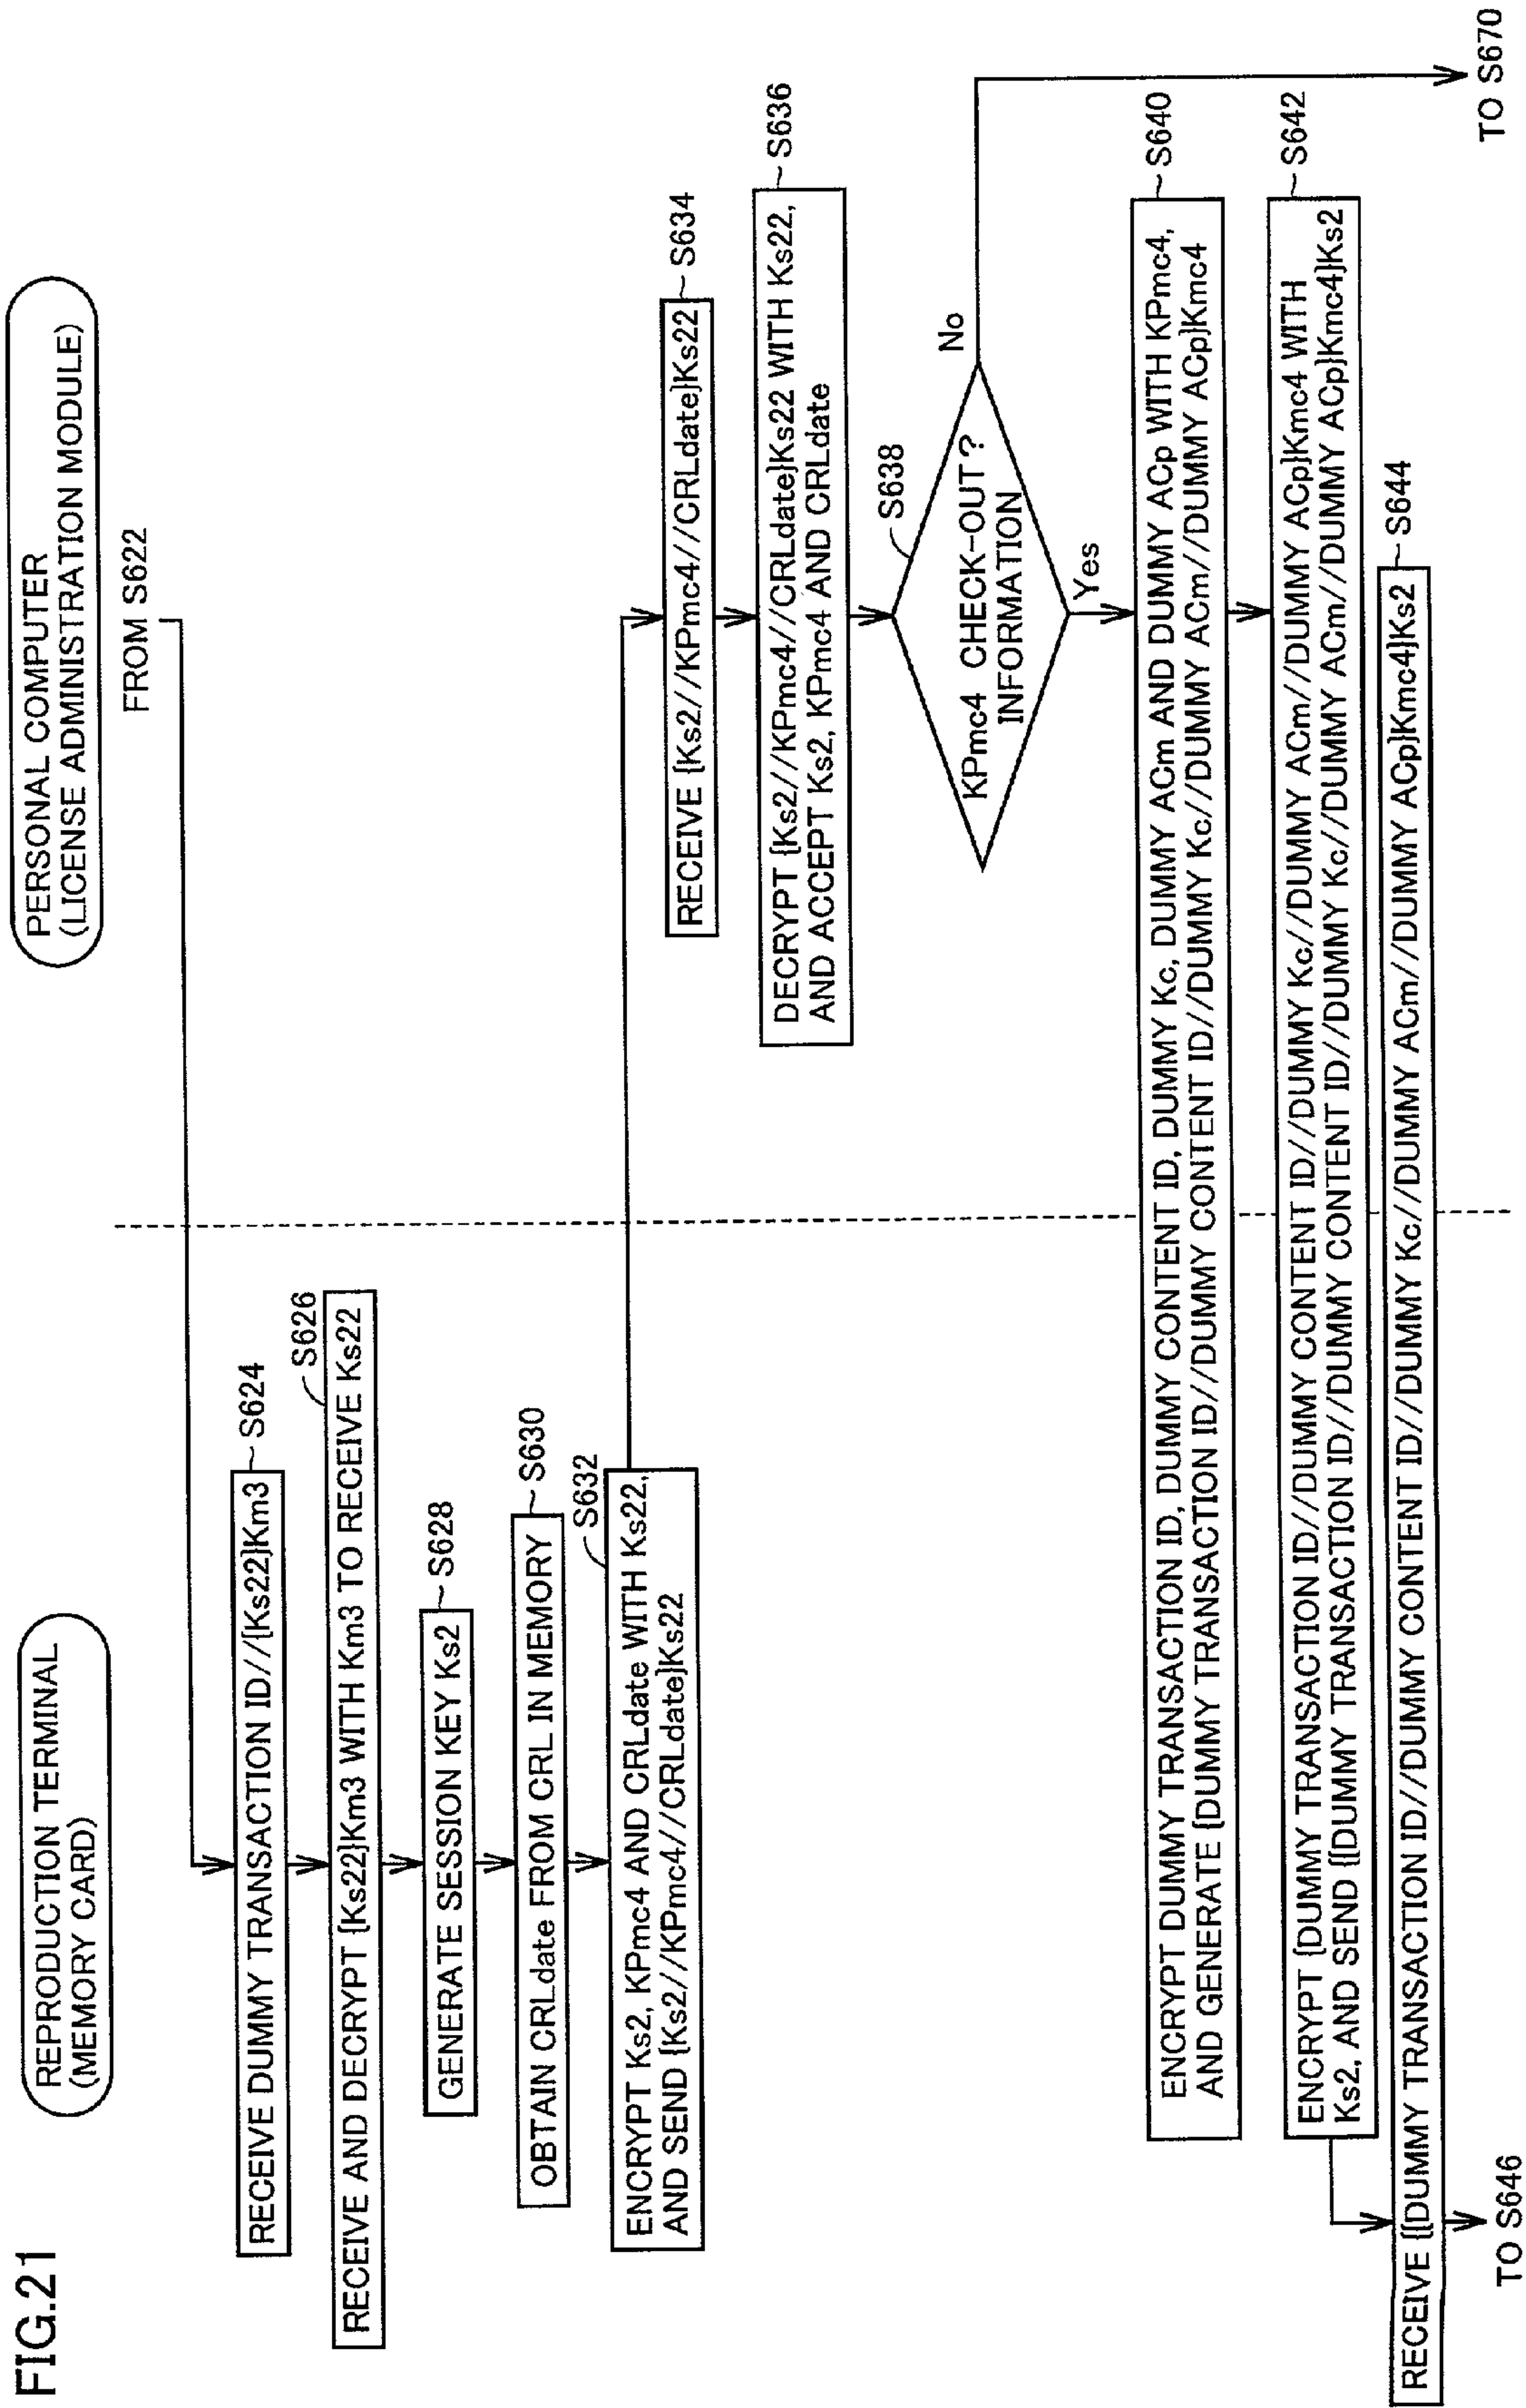 FIG.21
REPRODUCTION TERMINAL
(MEMORY CARD)
PERSONAL COMPUTER
(LICENSE ADMINISTRATION MODULE)
FROM S622
RECEIVE DUMMY TRANSACTION ID//{Ks22}Km3
S624
S626
RECEIVE AND DECRYPT {Ks22}Km3 WITH Km3 TO RECEIVE Ks22
GENERATE SESSION KEY Ks2
S628
OBTAIN CRLdate FROM CRL IN MEMORY
S630
S632
ENCRYPT Ks2, KPmc4 AND CRLdate WITH Ks22,
AND SEND {Ks2//KPmc4//CRLdate}Ks22
RECEIVE {Ks2//KPmc4//CRLdate}Ks22
S634
DECRYPT {Ks2//KPmc4//CRLdate}Ks22 WITH Ks22,
AND ACCEPT Ks2, KPmc4 AND CRLdate
S636
S638
KPmc4 CHECK-OUT?
INFORMATION
No
Yes
TO S670
ENCRYPT DUMMY TRANSACTION ID, DUMMY CONTENT ID, DUMMY Kc, DUMMY ACm AND DUMMY ACp WITH KPmc4,
AND GENERATE {DUMMY TRANSACTION ID//DUMMY CONTENT ID//DUMMY Kc//DUMMY ACm//DUMMY ACp}Kmc4
S640
ENCRYPT {DUMMY TRANSACTION ID//DUMMY CONTENT ID//DUMMY Kc//DUMMY ACm//DUMMY ACp}Kmc4 WITH
Ks2, AND SEND {{DUMMY TRANSACTION ID//DUMMY CONTENT ID//DUMMY Kc//DUMMY ACm//DUMMY ACp}Kmc4}Ks2
S642
RECEIVE {{DUMMY TRANSACTION ID//DUMMY CONTENT ID//DUMMY Kc//DUMMY ACm//DUMMY ACp}Kmc4}Ks2
S644
TO S646